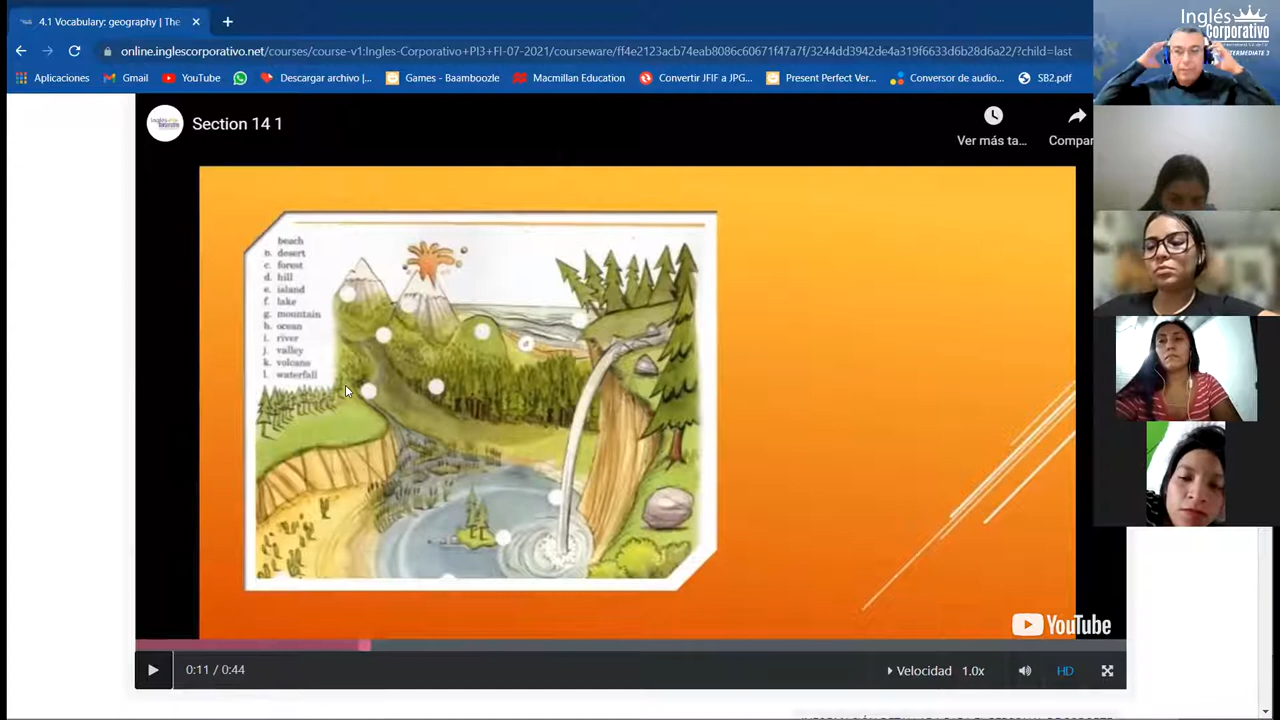 4.1 Vocabulary: geography | The
online.inglescorporativo.net/courses/course-v1:Ingles-Corporativo+PI3+FI-07-2021/courseware/ff4e2123acb74eab8086c60671f47a7f/3244dd3942de4a319f6633d6b28d6a22/?child=last
Aplicaciones Gmail YouTube Descargar archivo |... Games - Baamboozle Macmillan Education Convertir JFIF a JPG... Present Perfect Ver... Conversor de audio... SB2.pdf
Inglés
Corporativo
INTERMEDIATE 3
Section 14 1
Ver más ta...
Compar
beach
b. desert
c. forest
d. hill
e. island
f. lake
g. mountain
h. ocean
i. river
j. valley
k. volcano
l. waterfall
a
YouTube
0:11 / 0:44
Velocidad 1.0x
HD